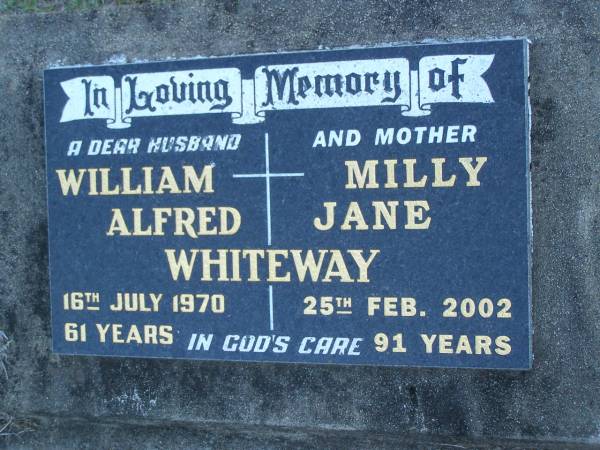 In Loving Memory of
A DEAR HUSBAND AND MOTHER
WILLIAM MILLY
ALFRED JANE
WHITEWAY
16TH JULY 1970 25TH FEB. 2002
61 YEARS IN GOD'S CARE 91 YEARS